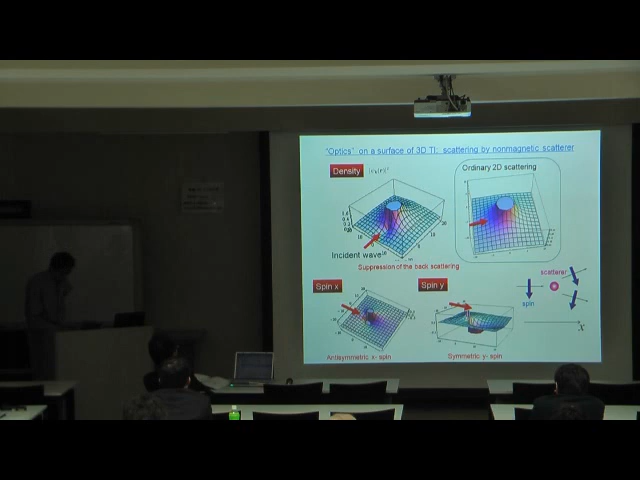 "Optics" on a surface of 3D TI: scattering by nonmagnetic scatterer
Density
Ordinary 2D scattering
Incident wave
Suppression of the back scattering
Spin x
Spin y
scatterer
spin
x
Antisymmetric x- spin
Symmetric y- spin